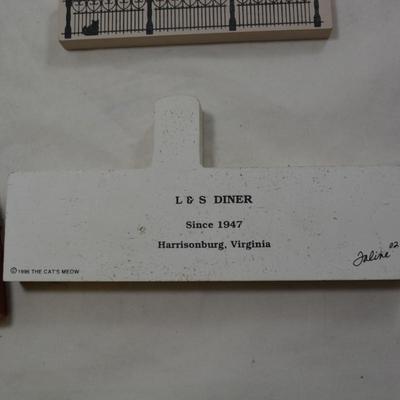 L & S DINER
Since 1947
Harrisonburg, Virginia
© 1996 THE CAT'S MEOW
Faline 02